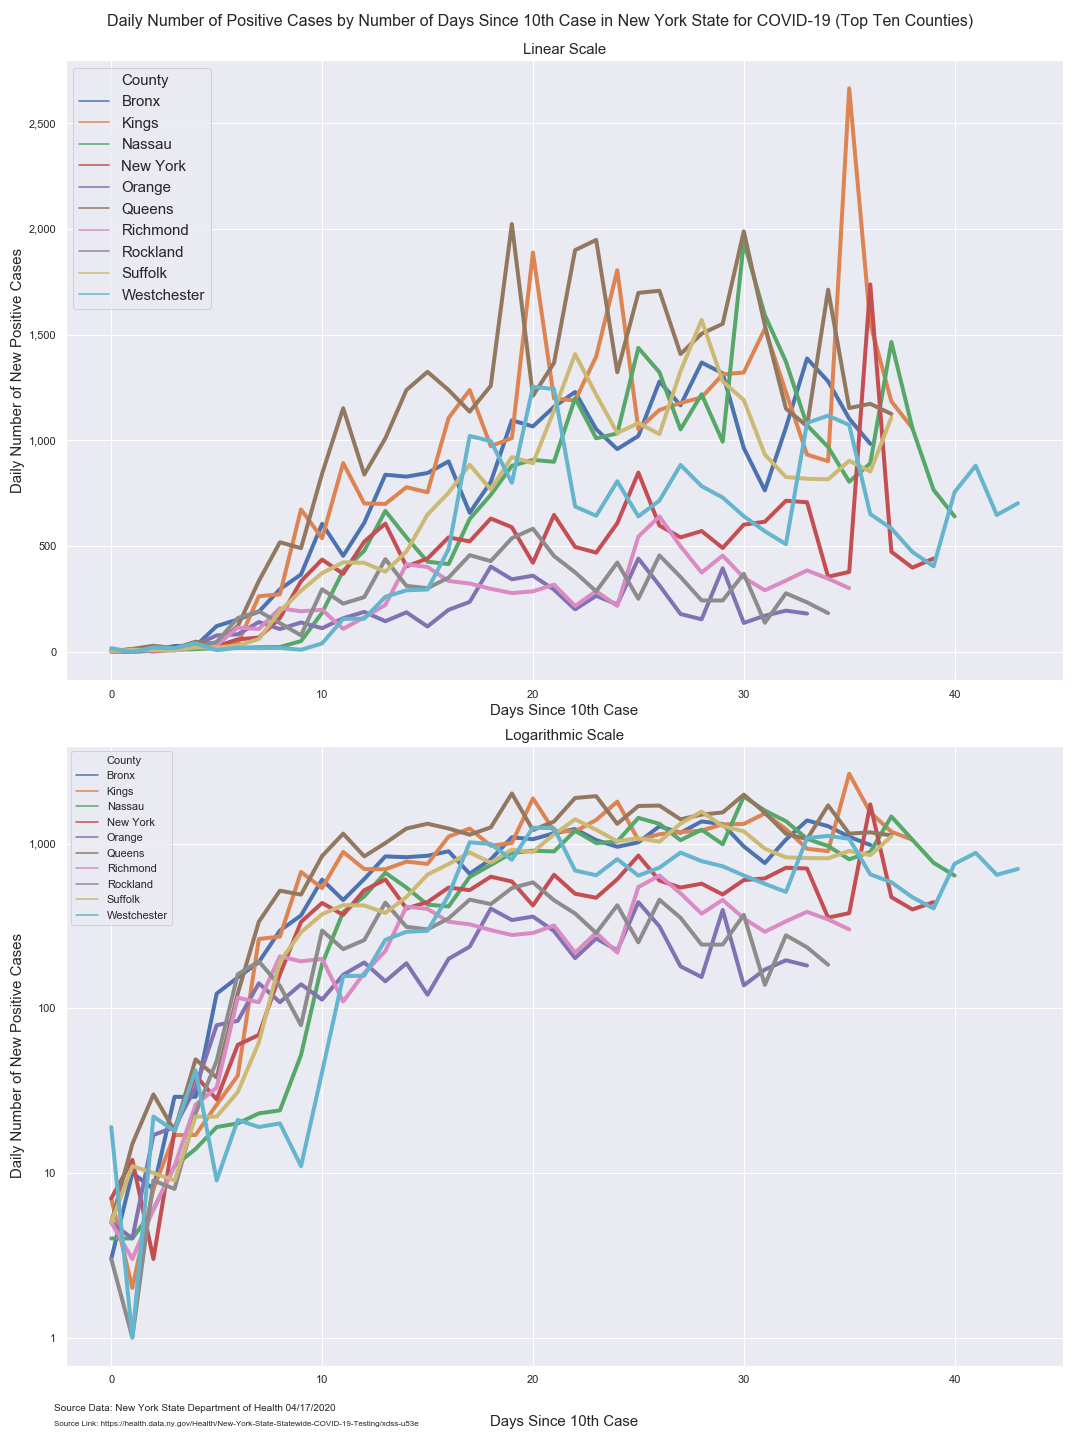 Daily Number of Positive Cases by Number of Days Since 10th Case in New York State for COVID-19 (Top Ten Counties)
Linear Scale
County
Bronx
Kings
Nassau
New York
Orange
Queens
Richmond
Rockland
Suffolk
Westchester
2,500
2,000
1,500
1,000
500
0
Daily Number of New Positive Cases
0 10 20 30 40
Days Since 10th Case
Logarithmic Scale
County
Bronx
Kings
Nassau
New York
Orange
Queens
Richmond
Rockland
Suffolk
Westchester
1,000
100
10
1
Daily Number of New Positive Cases
0 10 20 30 40
Days Since 10th Case
Source Data: New York State Department of Health 04/17/2020
Source Link: https://health.data.ny.gov/Health/New-York-State-Statewide-COVID-19-Testing/xdss-u53e